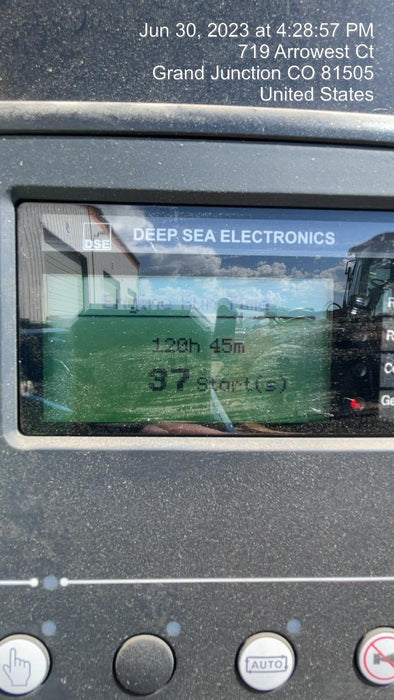 Jun 30, 2023 at 4:28:57 PM
719 Arrowest Ct
Grand Junction CO 81505
United States
DSE
DEEP SEA ELECTRONICS
120h 45m
37 Start(s)
AUTO